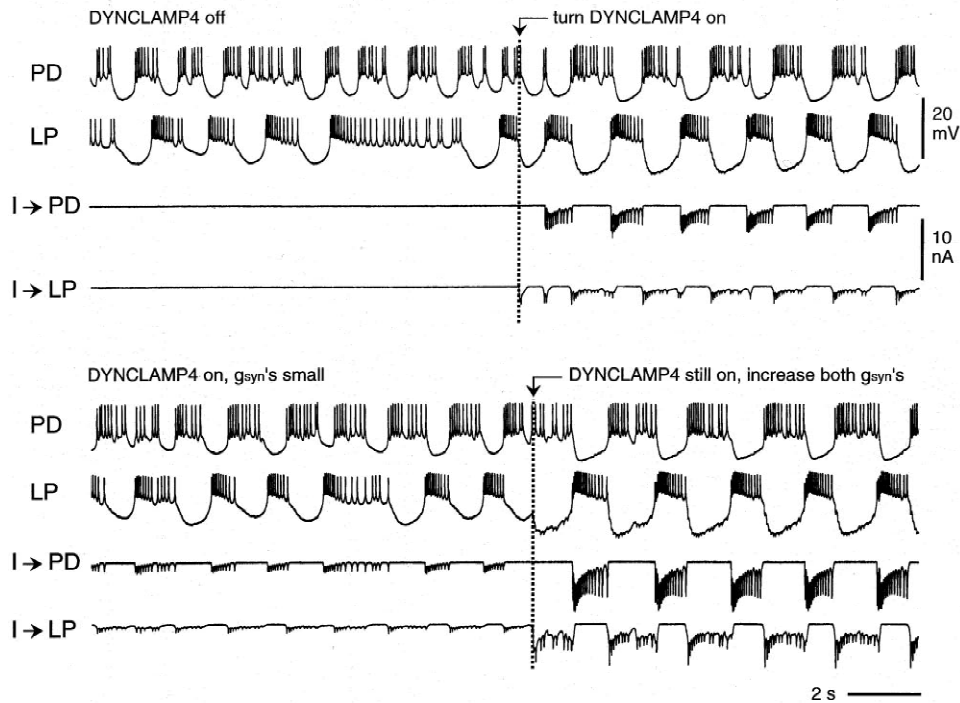 DYNCLAMP4 off
turn DYNCLAMP4 on
PD
LP
20
mV
I → PD
10
nA
I → LP
DYNCLAMP4 on, gsyn's small
DYNCLAMP4 still on, increase both gsyn's
PD
LP
I → PD
I → LP
2 s